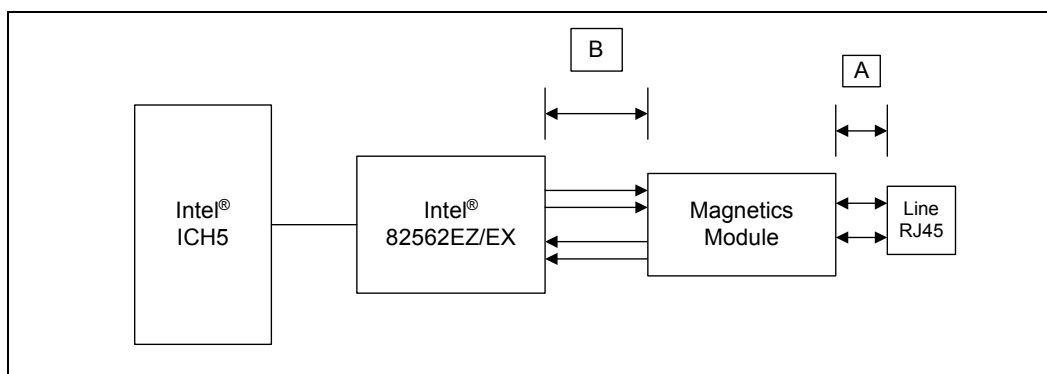 B
A
Intel®
ICH5
Intel®
82562EZ/EX
Magnetics
Module
Line
RJ45